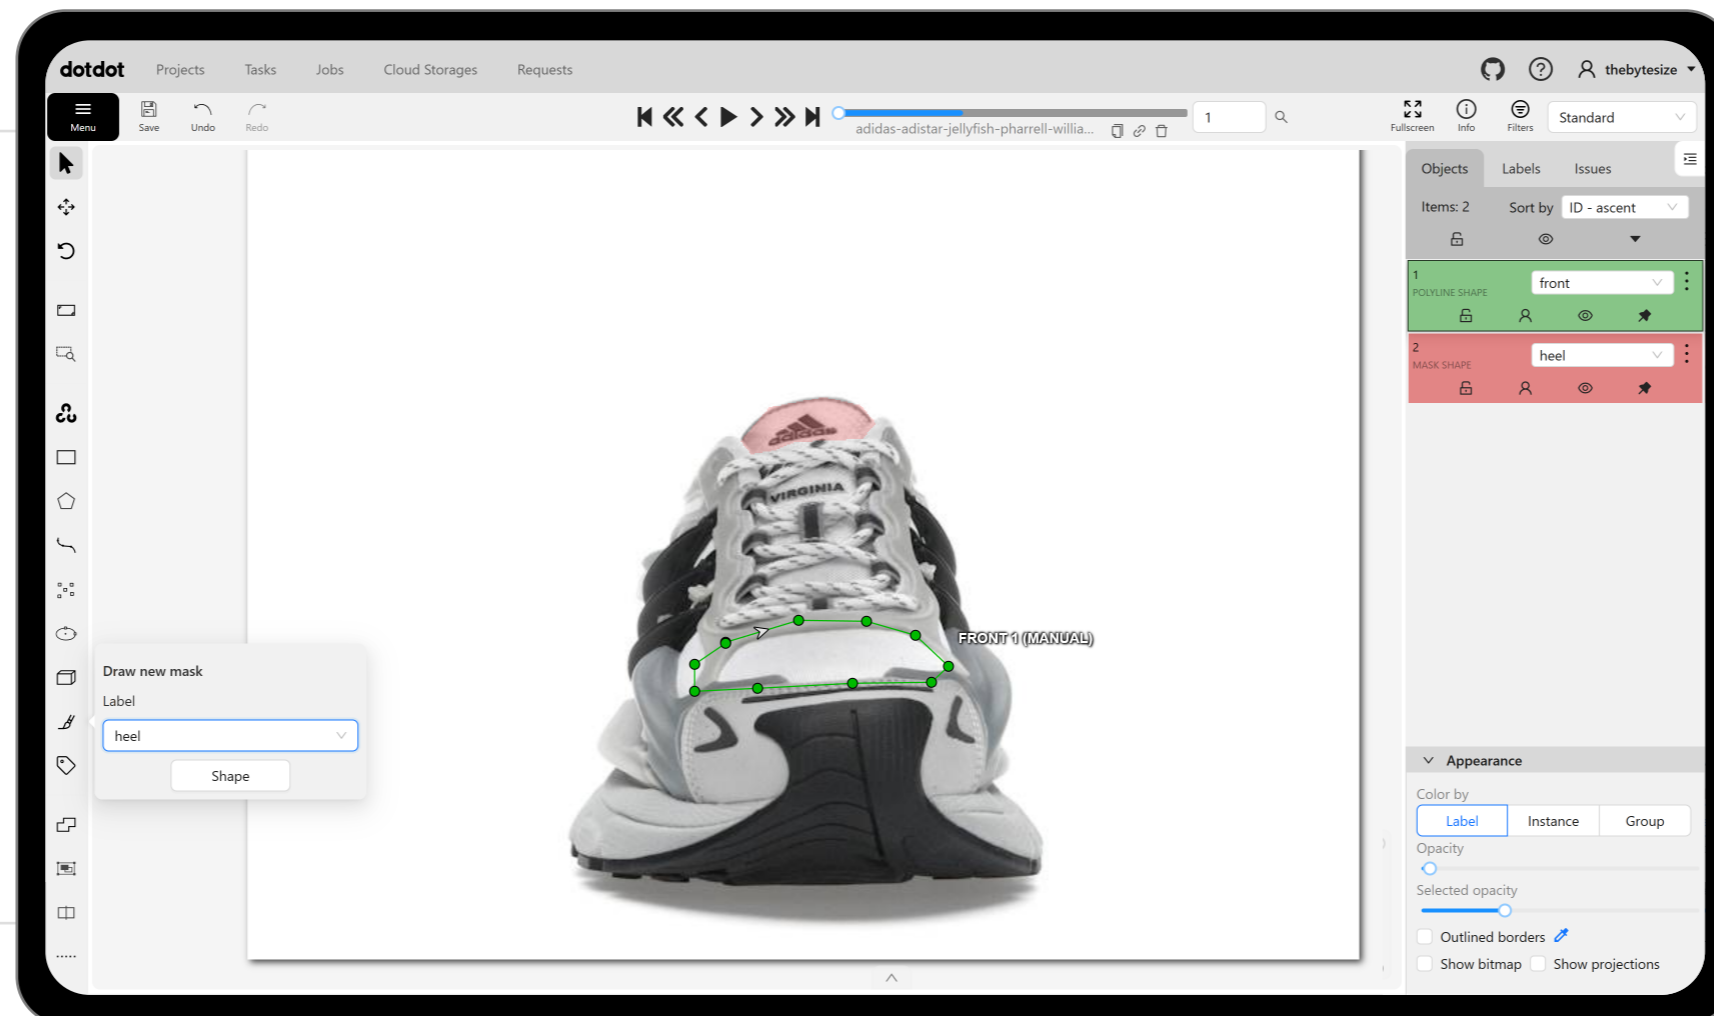 dotdot
Projects
Tasks
Jobs
Cloud Storages
Requests
thebytesize
Menu
Save
Undo
Redo
adidas-adistar-jellyfish-pharrell-willia...
1
Fullscreen
Info
Filters
Standard
Objects
Labels
Issues
Items: 2
Sort by
ID - ascent
1
POLYLINE SHAPE
front
2
MASK SHAPE
heel
adidas
VIRGINIA
FRONT 1 (MANUAL)
Draw new mask
Label
heel
Shape
Appearance
Color by
Label
Instance
Group
Opacity
Selected opacity
Outlined borders
Show bitmap
Show projections